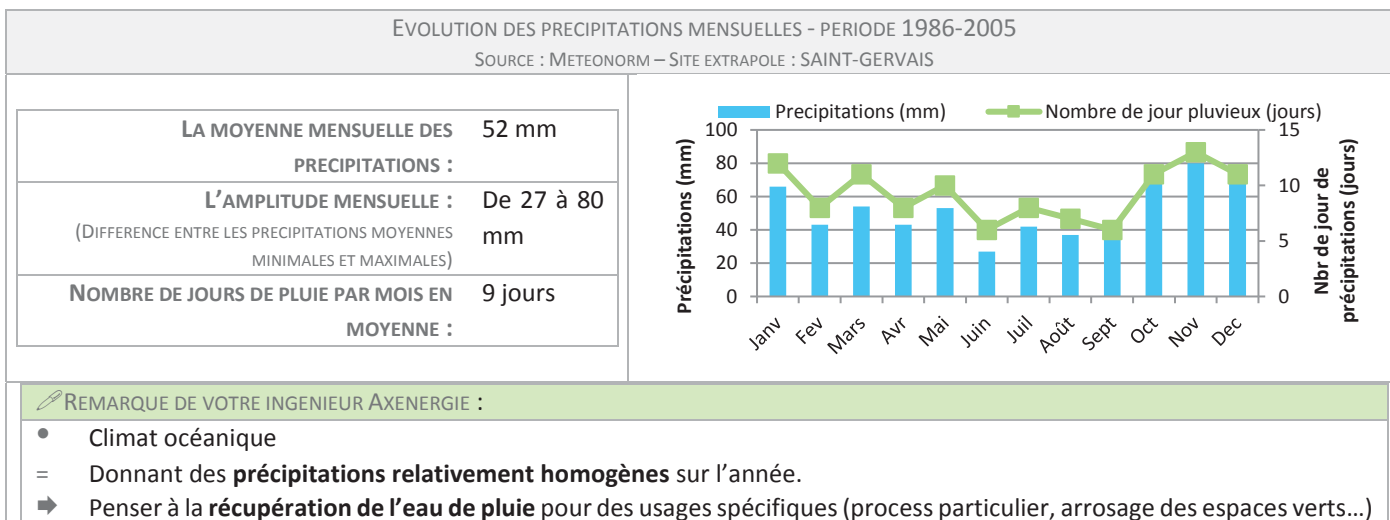 EVOLUTION DES PRECIPITATIONS MENSUELLES - PERIODE 1986-2005
SOURCE : METEONORM – SITE EXTRAPOLE : SAINT-GERVAIS
LA MOYENNE MENSUELLE DES 52 mm
PRECIPITATIONS :
L’AMPLITUDE MENSUELLE : De 27 à 80
(DIFFERENCE ENTRE LES PRECIPITATIONS MOYENNES mm
MINIMALES ET MAXIMALES)
NOMBRE DE JOURS DE PLUIE PAR MOIS EN 9 jours
MOYENNE :
Precipitations (mm) Nombre de jour pluvieux (jours)
Précipitations (mm)
100
80
60
40
20
0
15
10
5
0
Nbr de jour de
précipitations (jours)
Janv Fev Mars Avr Mai Juin Juil Août Sept Oct Nov Dec
REMARQUE DE VOTRE INGENIEUR AXENERGIE :
• Climat océanique
= Donnant des précipitations relativement homogènes sur l’année.
➡ Penser à la récupération de l’eau de pluie pour des usages spécifiques (process particulier, arrosage des espaces verts…)